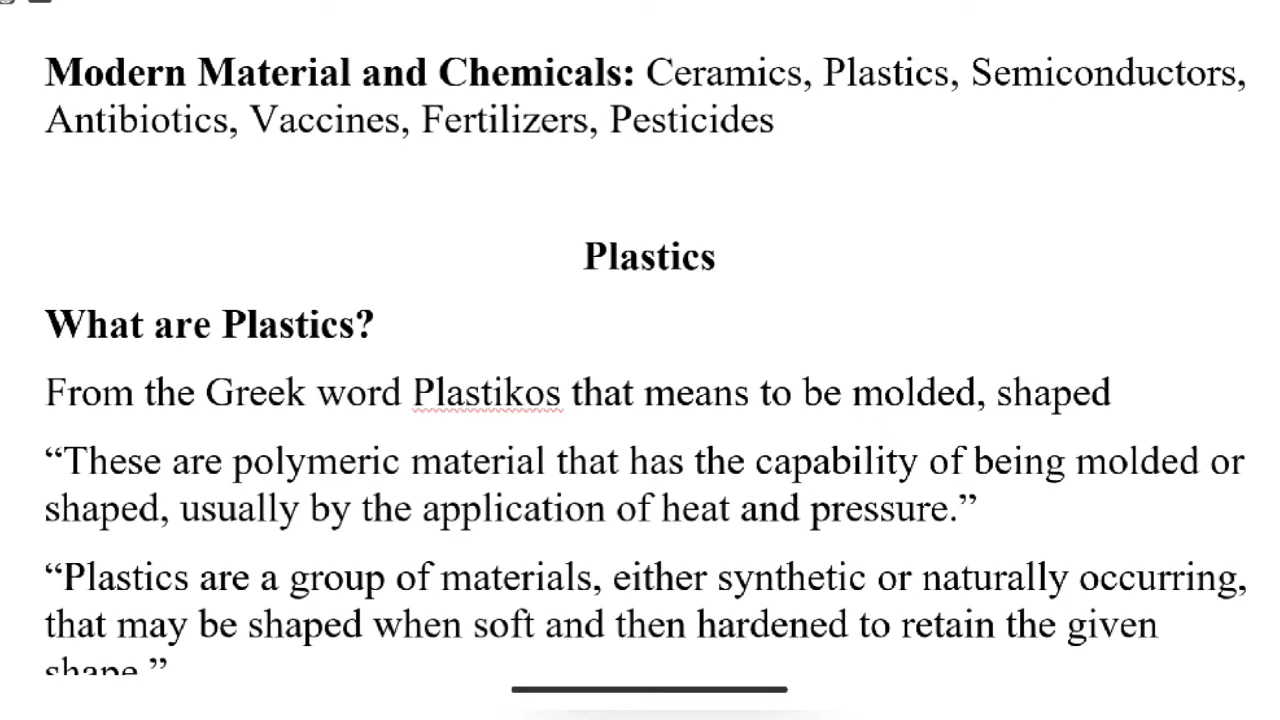 Modern Material and Chemicals: Ceramics, Plastics, Semiconductors,
Antibiotics, Vaccines, Fertilizers, Pesticides
Plastics
What are Plastics?
From the Greek word Plastikos that means to be molded, shaped
“These are polymeric material that has the capability of being molded or
shaped, usually by the application of heat and pressure.”
“Plastics are a group of materials, either synthetic or naturally occurring,
that may be shaped when soft and then hardened to retain the given
shape.”